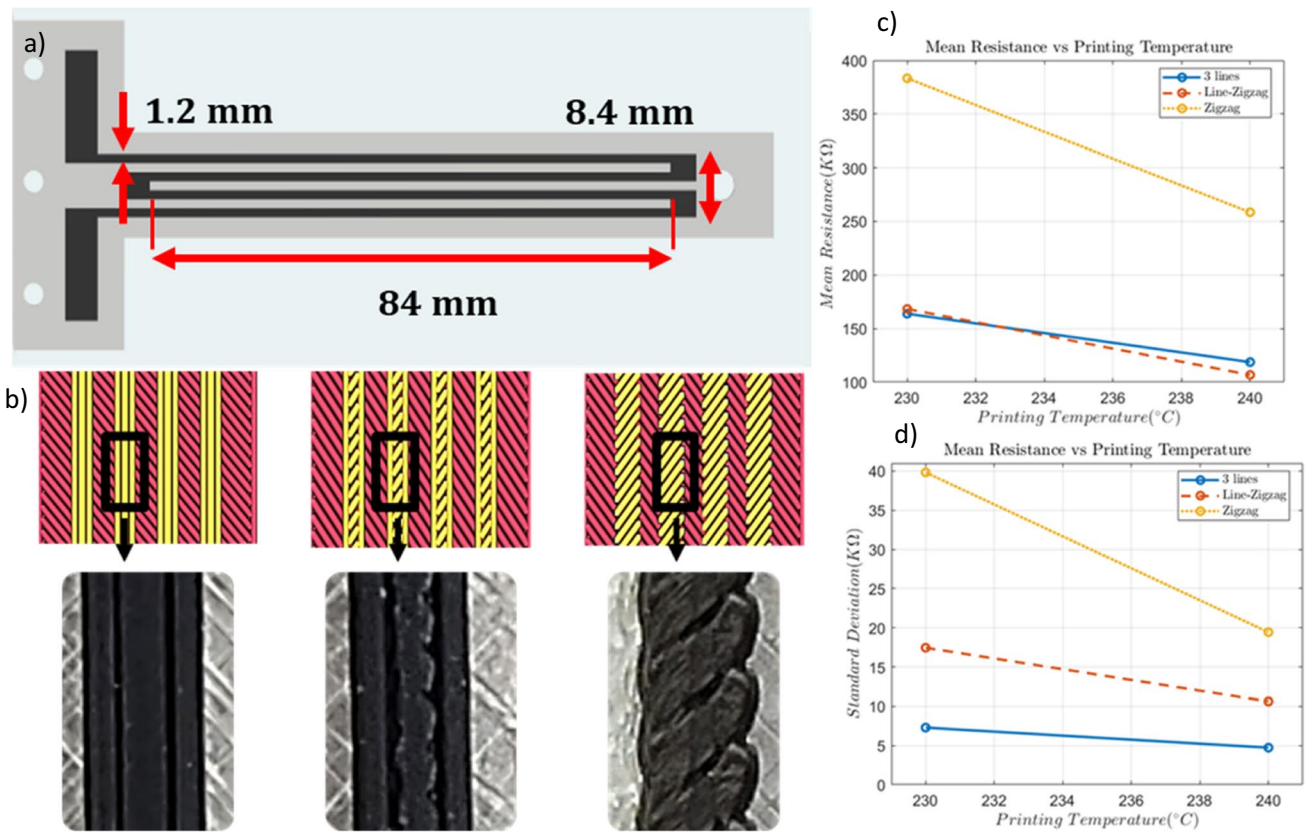 a)
1.2 mm
8.4 mm
84 mm
b)
c)
Mean Resistance vs Printing Temperature
3 lines
Line-Zigzag
Zigzag
Mean Resistance(KΩ)
400
350
300
250
200
150
100
230
232
234
236
238
240
Printing Temperature(°C)
d)
Mean Resistance vs Printing Temperature
3 lines
Line-Zigzag
Zigzag
Standard Deviation(KΩ)
40
35
30
25
20
15
10
5
0
230
232
234
236
238
240
Printing Temperature(°C)